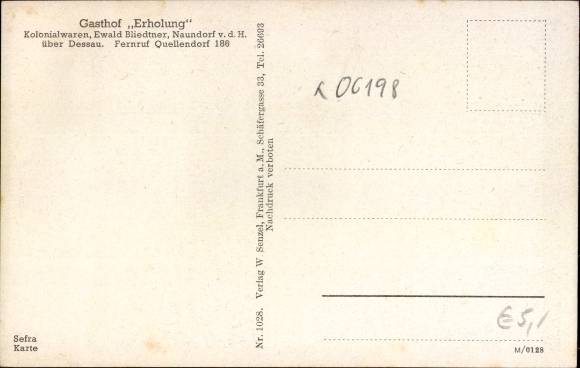 Gasthof „Erholung"
Kolonialwaren, Ewald Bliedtner, Naundorf v. d. H.
über Dessau. Fernruf Quellendorf 186
Nr. 1028. Verlag W Senzel, Frankfurt a. M., Schäfergasse 33, Tel. 26693
Nachdruck verboten
06198
E5,1
Sefra
Karte
M/0128